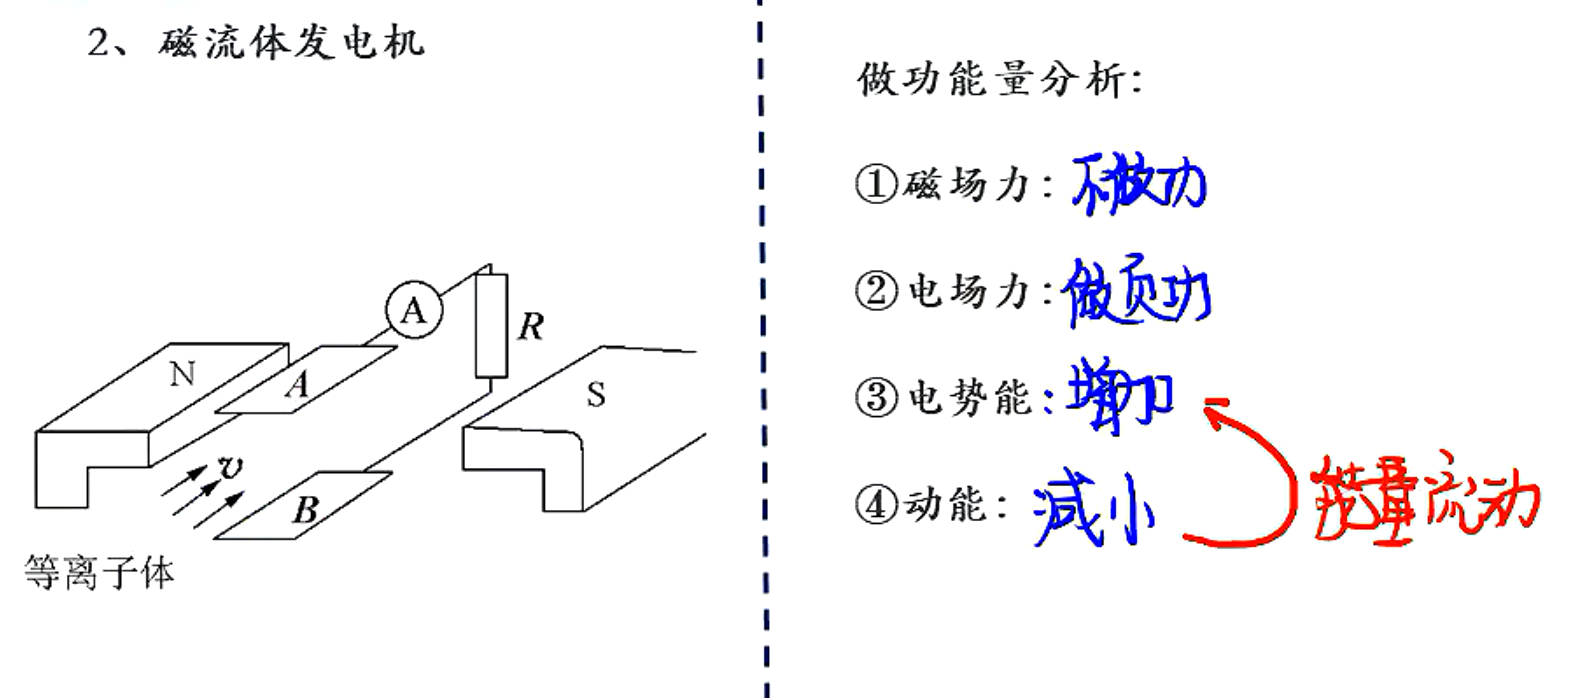 2、磁流体发电机
N
A
A
R
S
v
B
等离子体
做功能量分析:
①磁场力:不做功
②电场力:做负功
③电势能:增加
④动能:减小
能量流动